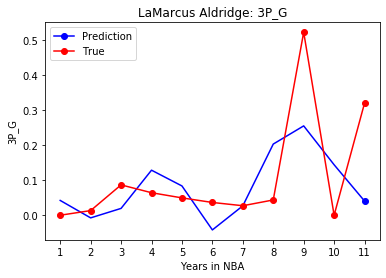 LaMarcus Aldridge: 3P_G
Prediction
True
3P_G
0.5
0.4
0.3
0.2
0.1
0.0
1 2 3 4 5 6 7 8 9 10 11
Years in NBA